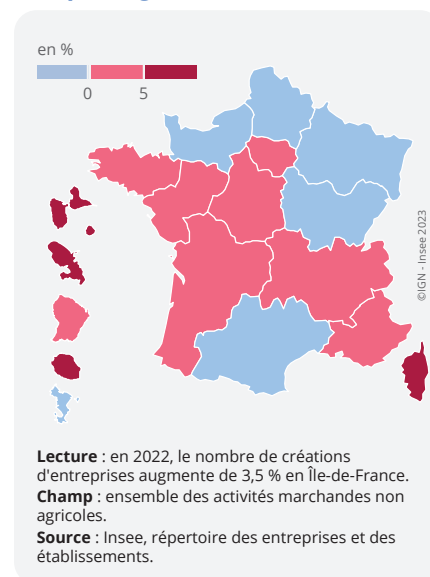 en %
0 5
©IGN - Insee 2023
Lecture : en 2022, le nombre de créations
d'entreprises augmente de 3,5 % en Île-de-France.
Champ : ensemble des activités marchandes non
agricoles.
Source : Insee, répertoire des entreprises et des
établissements.